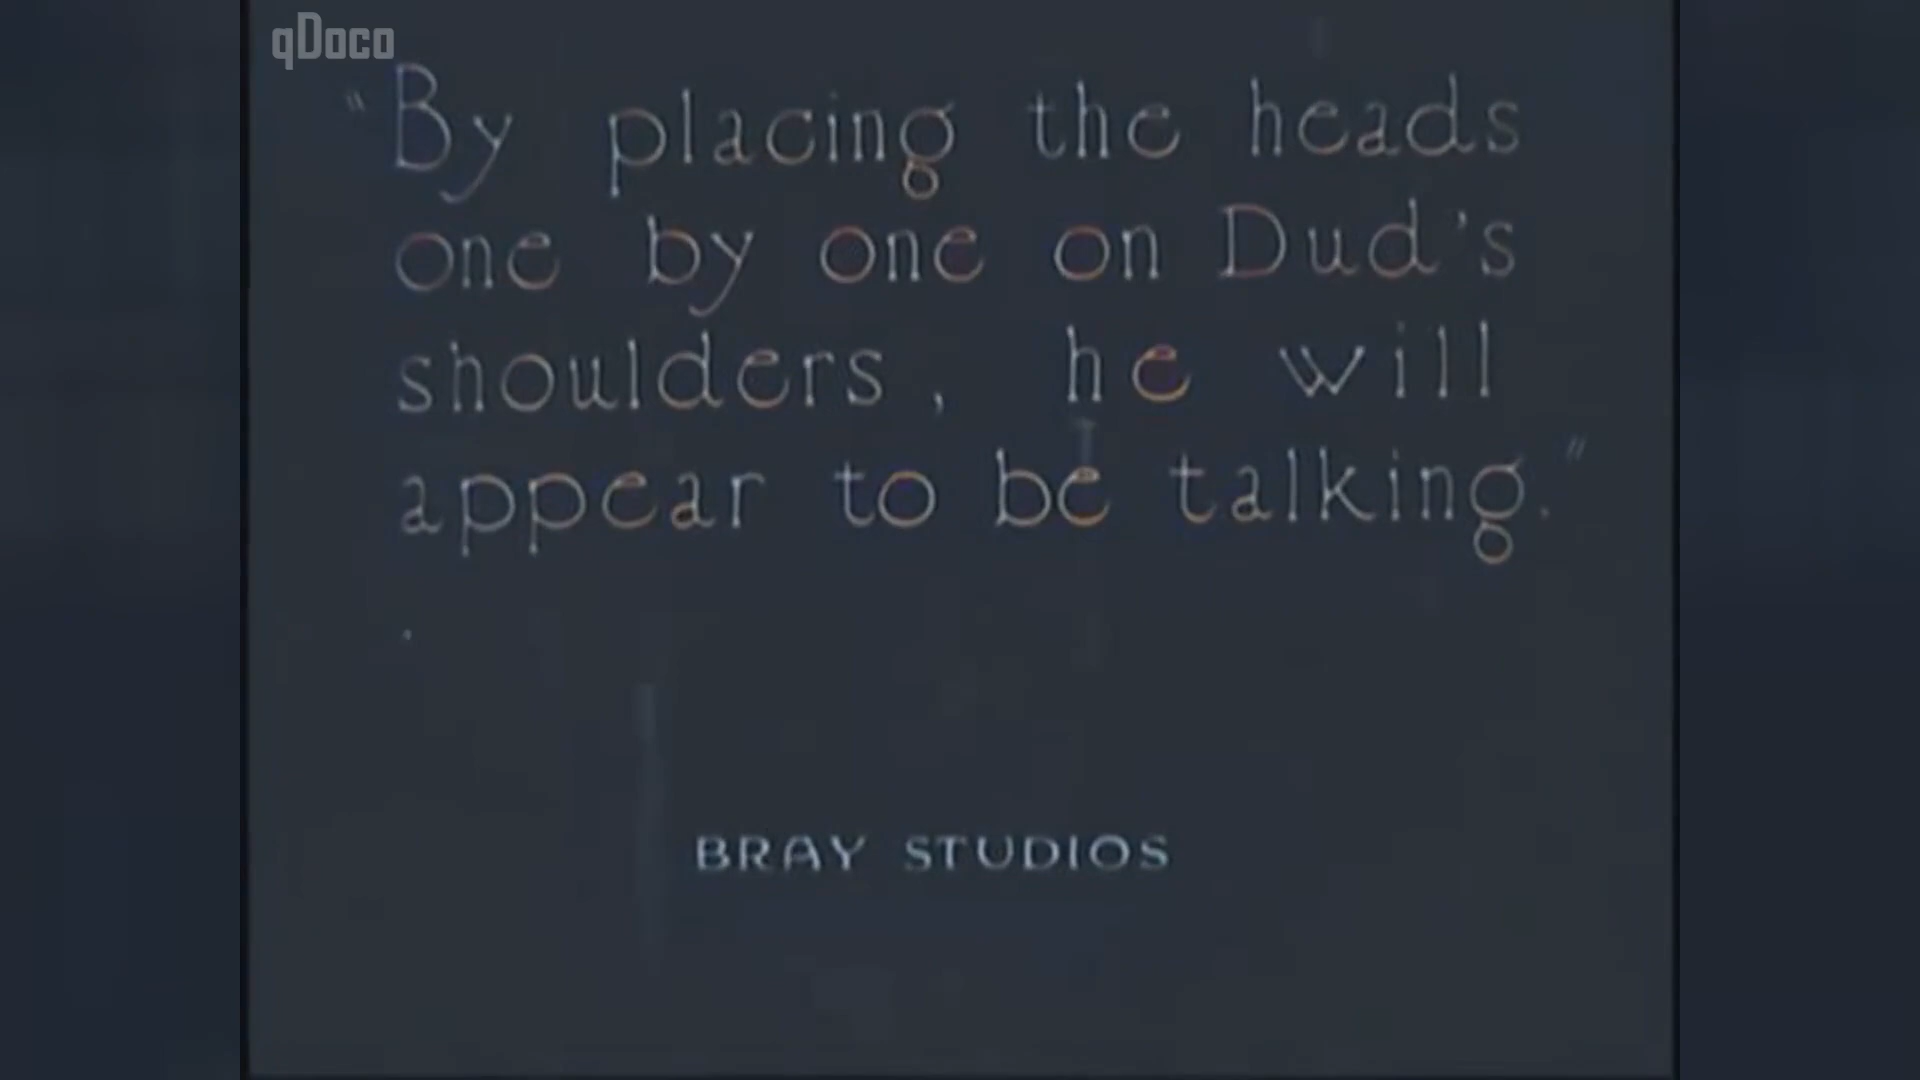 qDoco
"By placing the heads
one by one on Dud's
shoulders, he will
appear to be talking."
BRAY STUDIOS